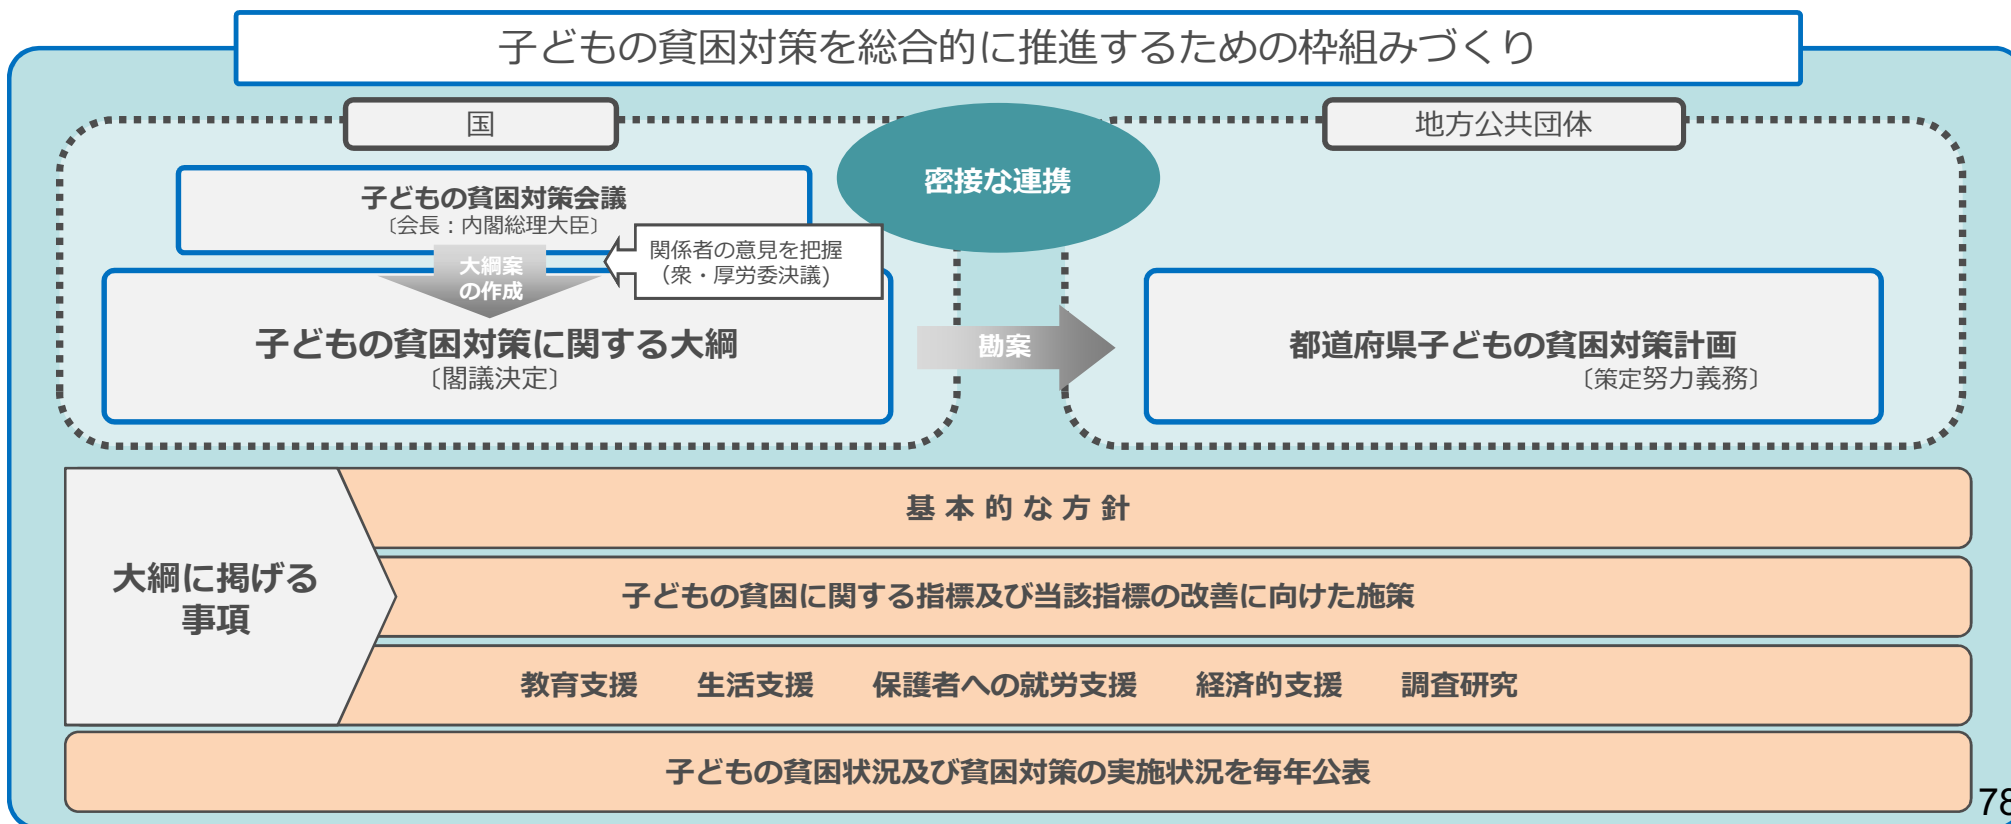 子どもの貧困対策を総合的に推進するための枠組みづくり
国
地方公共団体
密接な連携
子どもの貧困対策会議
〔会長：内閣総理大臣〕
関係者の意見を把握
（衆・厚労委決議)
大綱案
の作成
子どもの貧困対策に関する大綱
〔閣議決定〕
勘案
都道府県子どもの貧困対策計画
〔策定努力義務〕
大綱に掲げる
事項
基 本 的 な 方 針
子どもの貧困に関する指標及び当該指標の改善に向けた施策
教育支援　　生活支援　　保護者への就労支援　　経済的支援　　調査研究
子どもの貧困状況及び貧困対策の実施状況を毎年公表
78